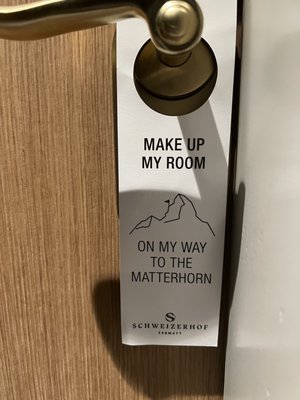 MAKE UP
MY ROOM
ON MY WAY
TO THE
MATTERHORN
S
SCHWEIZERHOF
ZERMATT